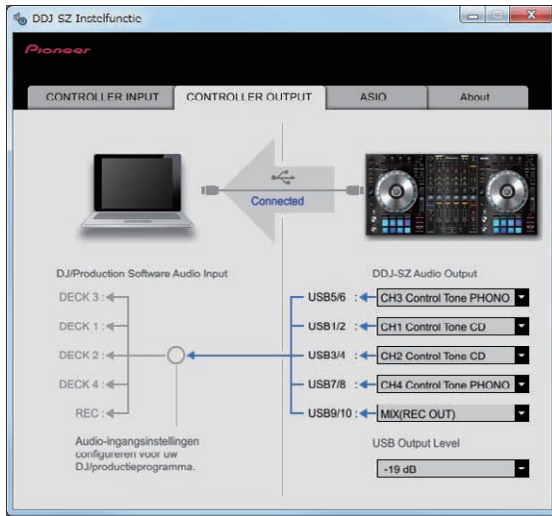 DDJ SZ Instelfunctie
Pioneer
CONTROLLER INPUT
CONTROLLER OUTPUT
ASIO
About
Connected
DJ/Production Software Audio Input
DDJ-SZ Audio Output
DECK 3 :
USB5/6 :
CH3 Control Tone PHONO
DECK 1 :
USB1/2 :
CH1 Control Tone CD
DECK 2 :
USB3/4 :
CH2 Control Tone CD
DECK 4 :
USB7/8 :
CH4 Control Tone PHONO
REC :
USB9/10 :
MIX(REC OUT)
Audio-ingangsinstellingen
configureren voor uw
DJ/productieprogramma.
USB Output Level
-19 dB